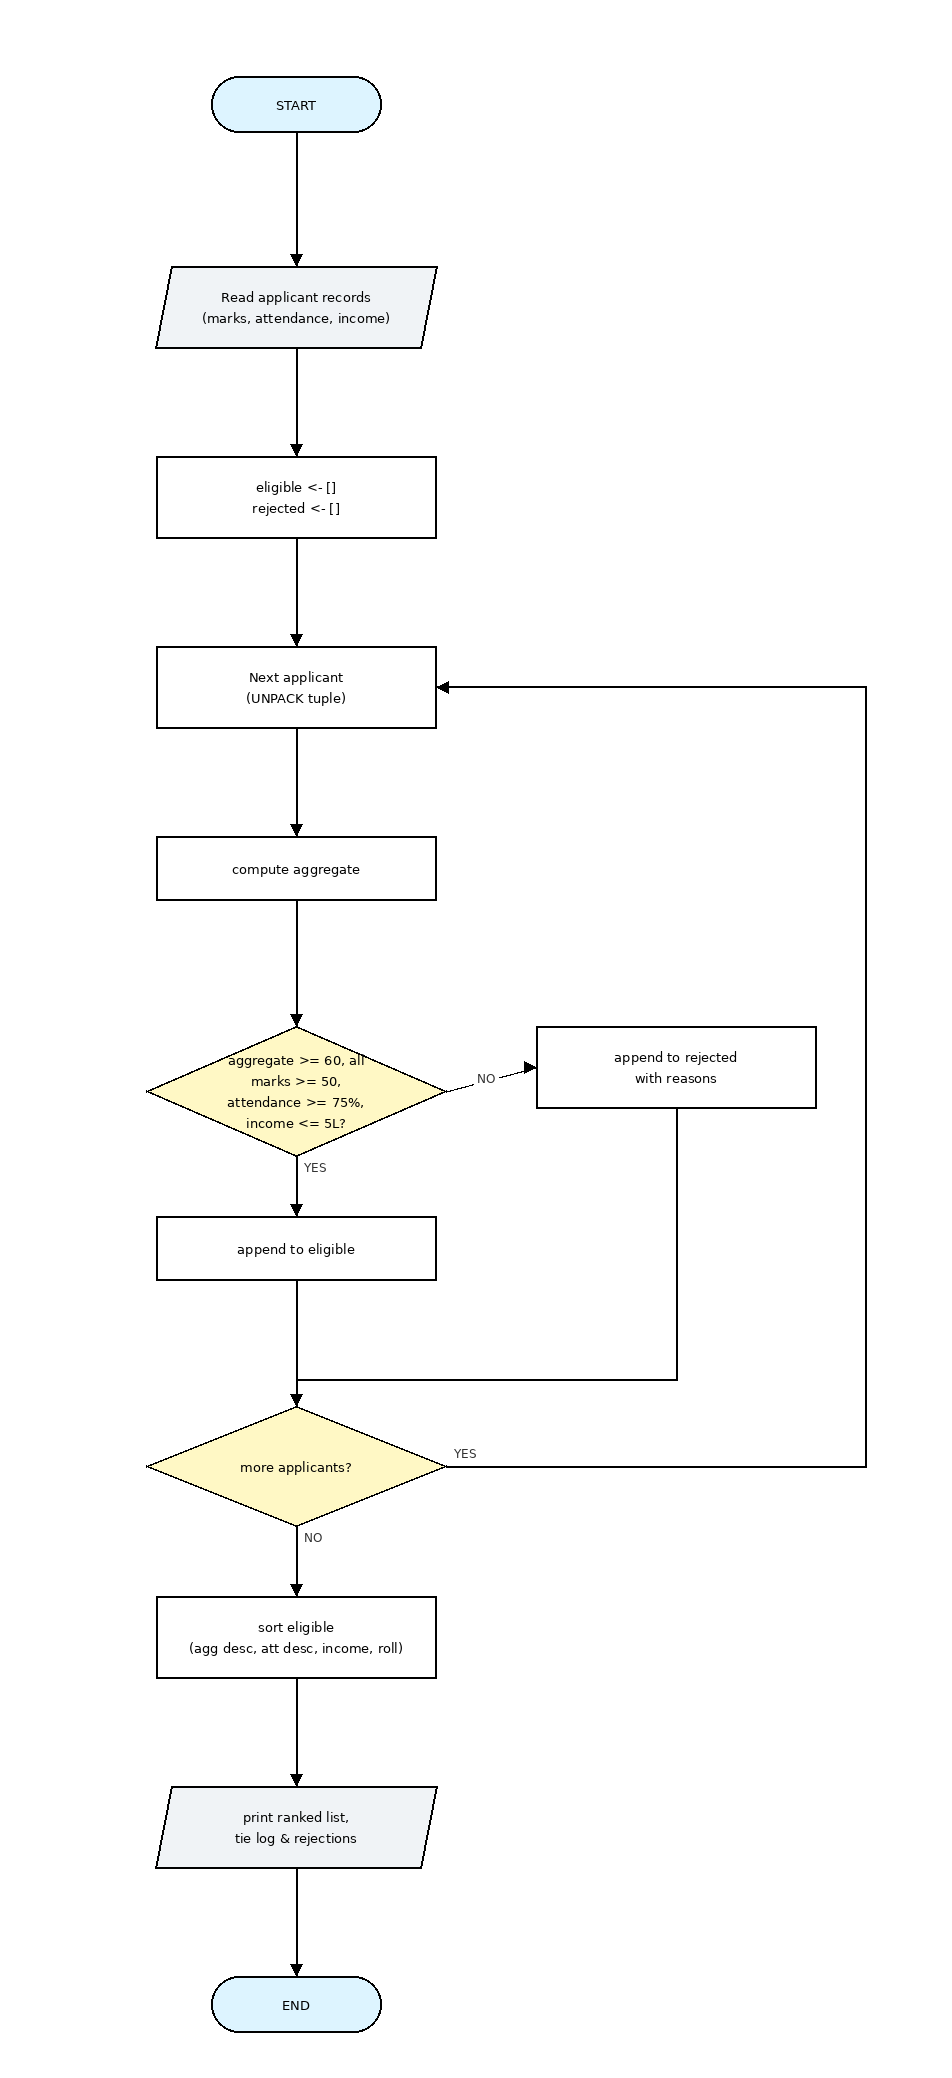 START
Read applicant records
(marks, attendance, income)
eligible <- []
rejected <- []
Next applicant
(UNPACK tuple)
compute aggregate
aggregate >= 60, all
marks >= 50,
attendance >= 75%,
income <= 5L?
NO
append to rejected
with reasons
YES
append to eligible
more applicants?
YES
NO
sort eligible
(agg desc, att desc, income, roll)
print ranked list,
tie log & rejections
END